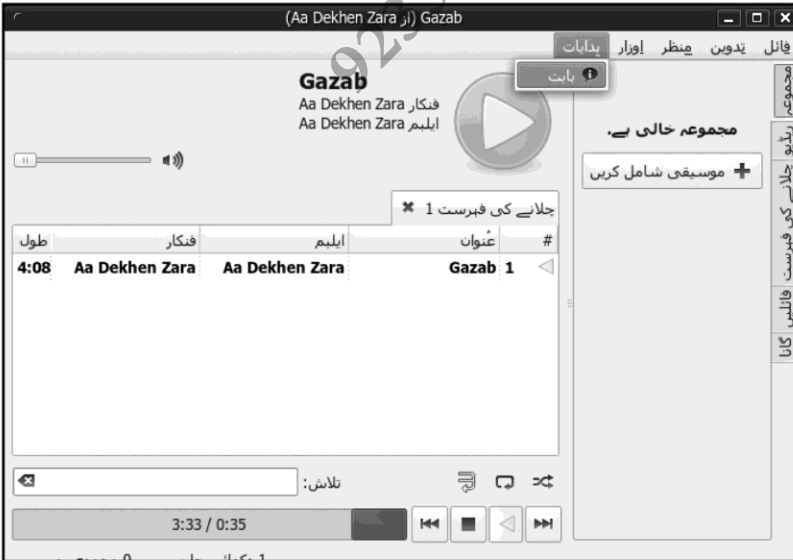 Gazab (از Aa Dekhen Zara)
فائل تدوین منظر اوزار ہدایات
بابت
Gazab
فنکار Aa Dekhen Zara
ایلبم Aa Dekhen Zara
مجموعہ خالی ہے.
موسیقی شامل کریں
مجموعہ
ریڈیو
چلانے کی فہرست
فائلیں
گانا
چلانے کی فہرست 1
# عنوان ایلبم فنکار طول
1 Gazab Aa Dekhen Zara Aa Dekhen Zara 4:08
تلاش:
3:33 / 0:35
923